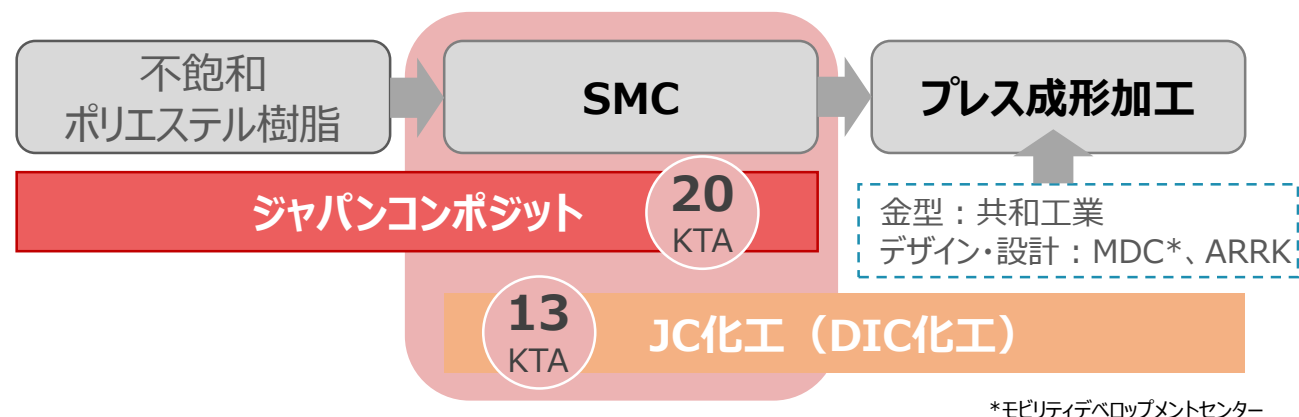 不飽和
ポリエステル樹脂
SMC
プレス成形加工
ジャパンコンポジット
20
KTA
金型：共和工業
デザイン・設計：MDC*、ARRK
13
KTA
JC化工（DIC化工）
*モビリティデベロップメントセンター